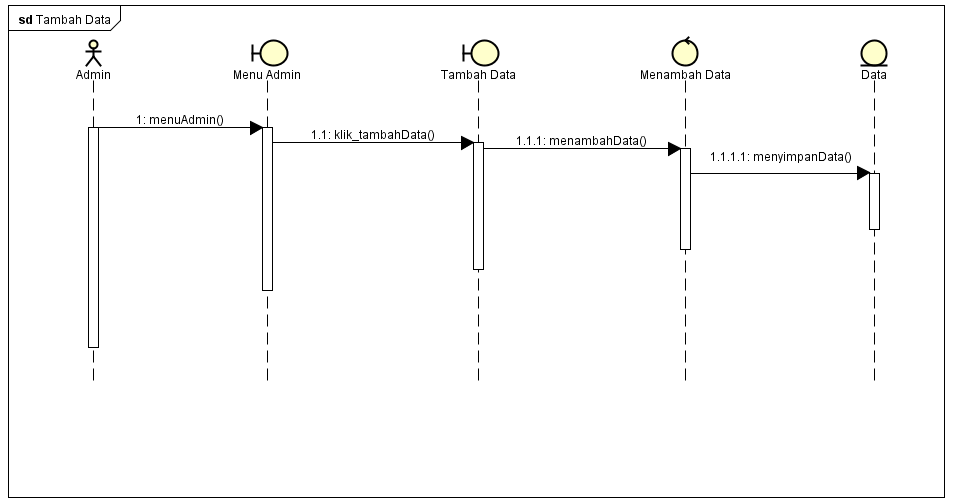 sd Tambah Data
Admin
Menu Admin
Tambah Data
Menambah Data
Data
1: menuAdmin()
1.1: klik_tambahData()
1.1.1: menambahData()
1.1.1.1: menyimpanData()